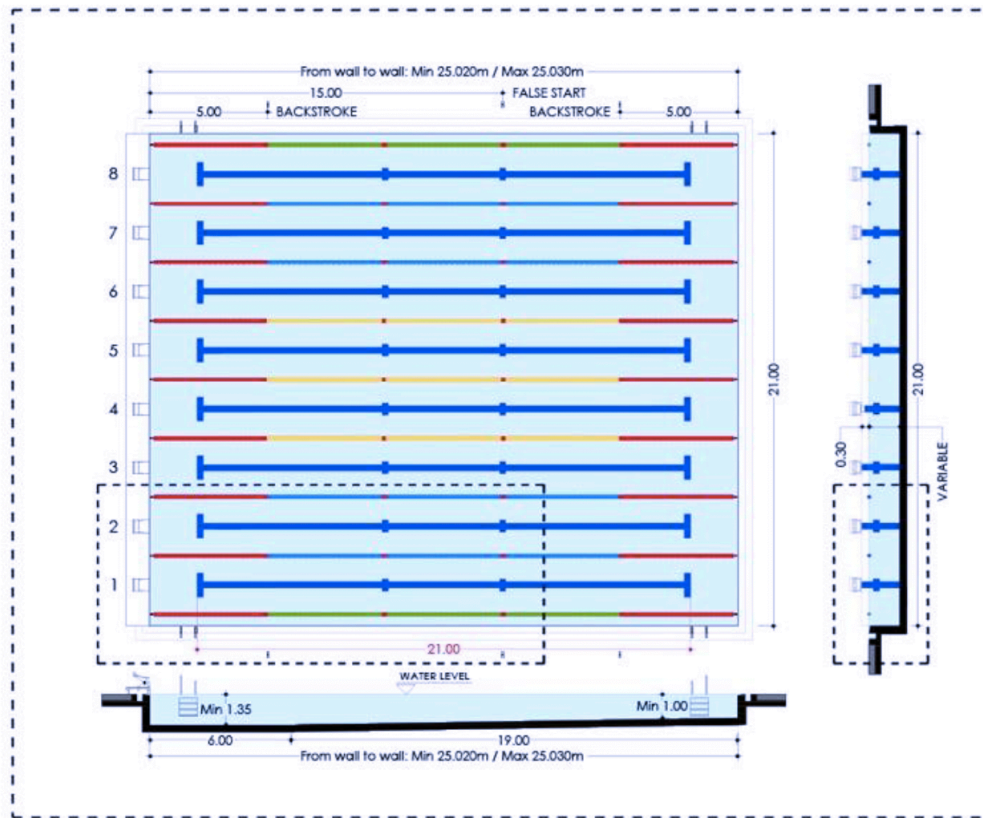 From wall to wall: Min 25.020m / Max 25.030m
15.00 FALSE START
5.00 BACKSTROKE BACKSTROKE 5.00
8
7
6
5
4
3
2
1
21.00
21.00
0.30
VARIABLE
21.00
WATER LEVEL
Min 1.35 Min 1.00
6.00 19.00
From wall to wall: Min 25.020m / Max 25.030m